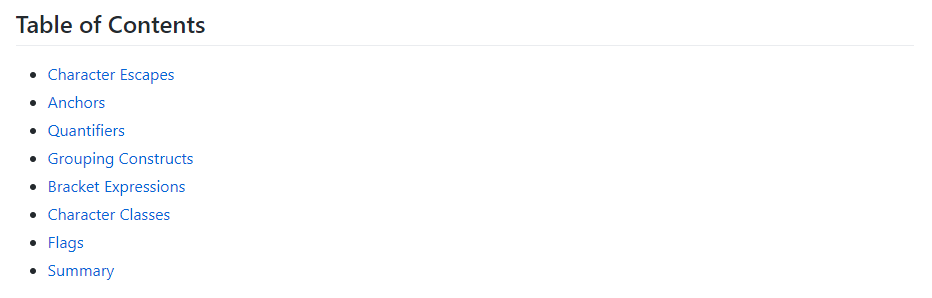 Table of Contents
Character Escapes
Anchors
Quantifiers
Grouping Constructs
Bracket Expressions
Character Classes
Flags
Summary